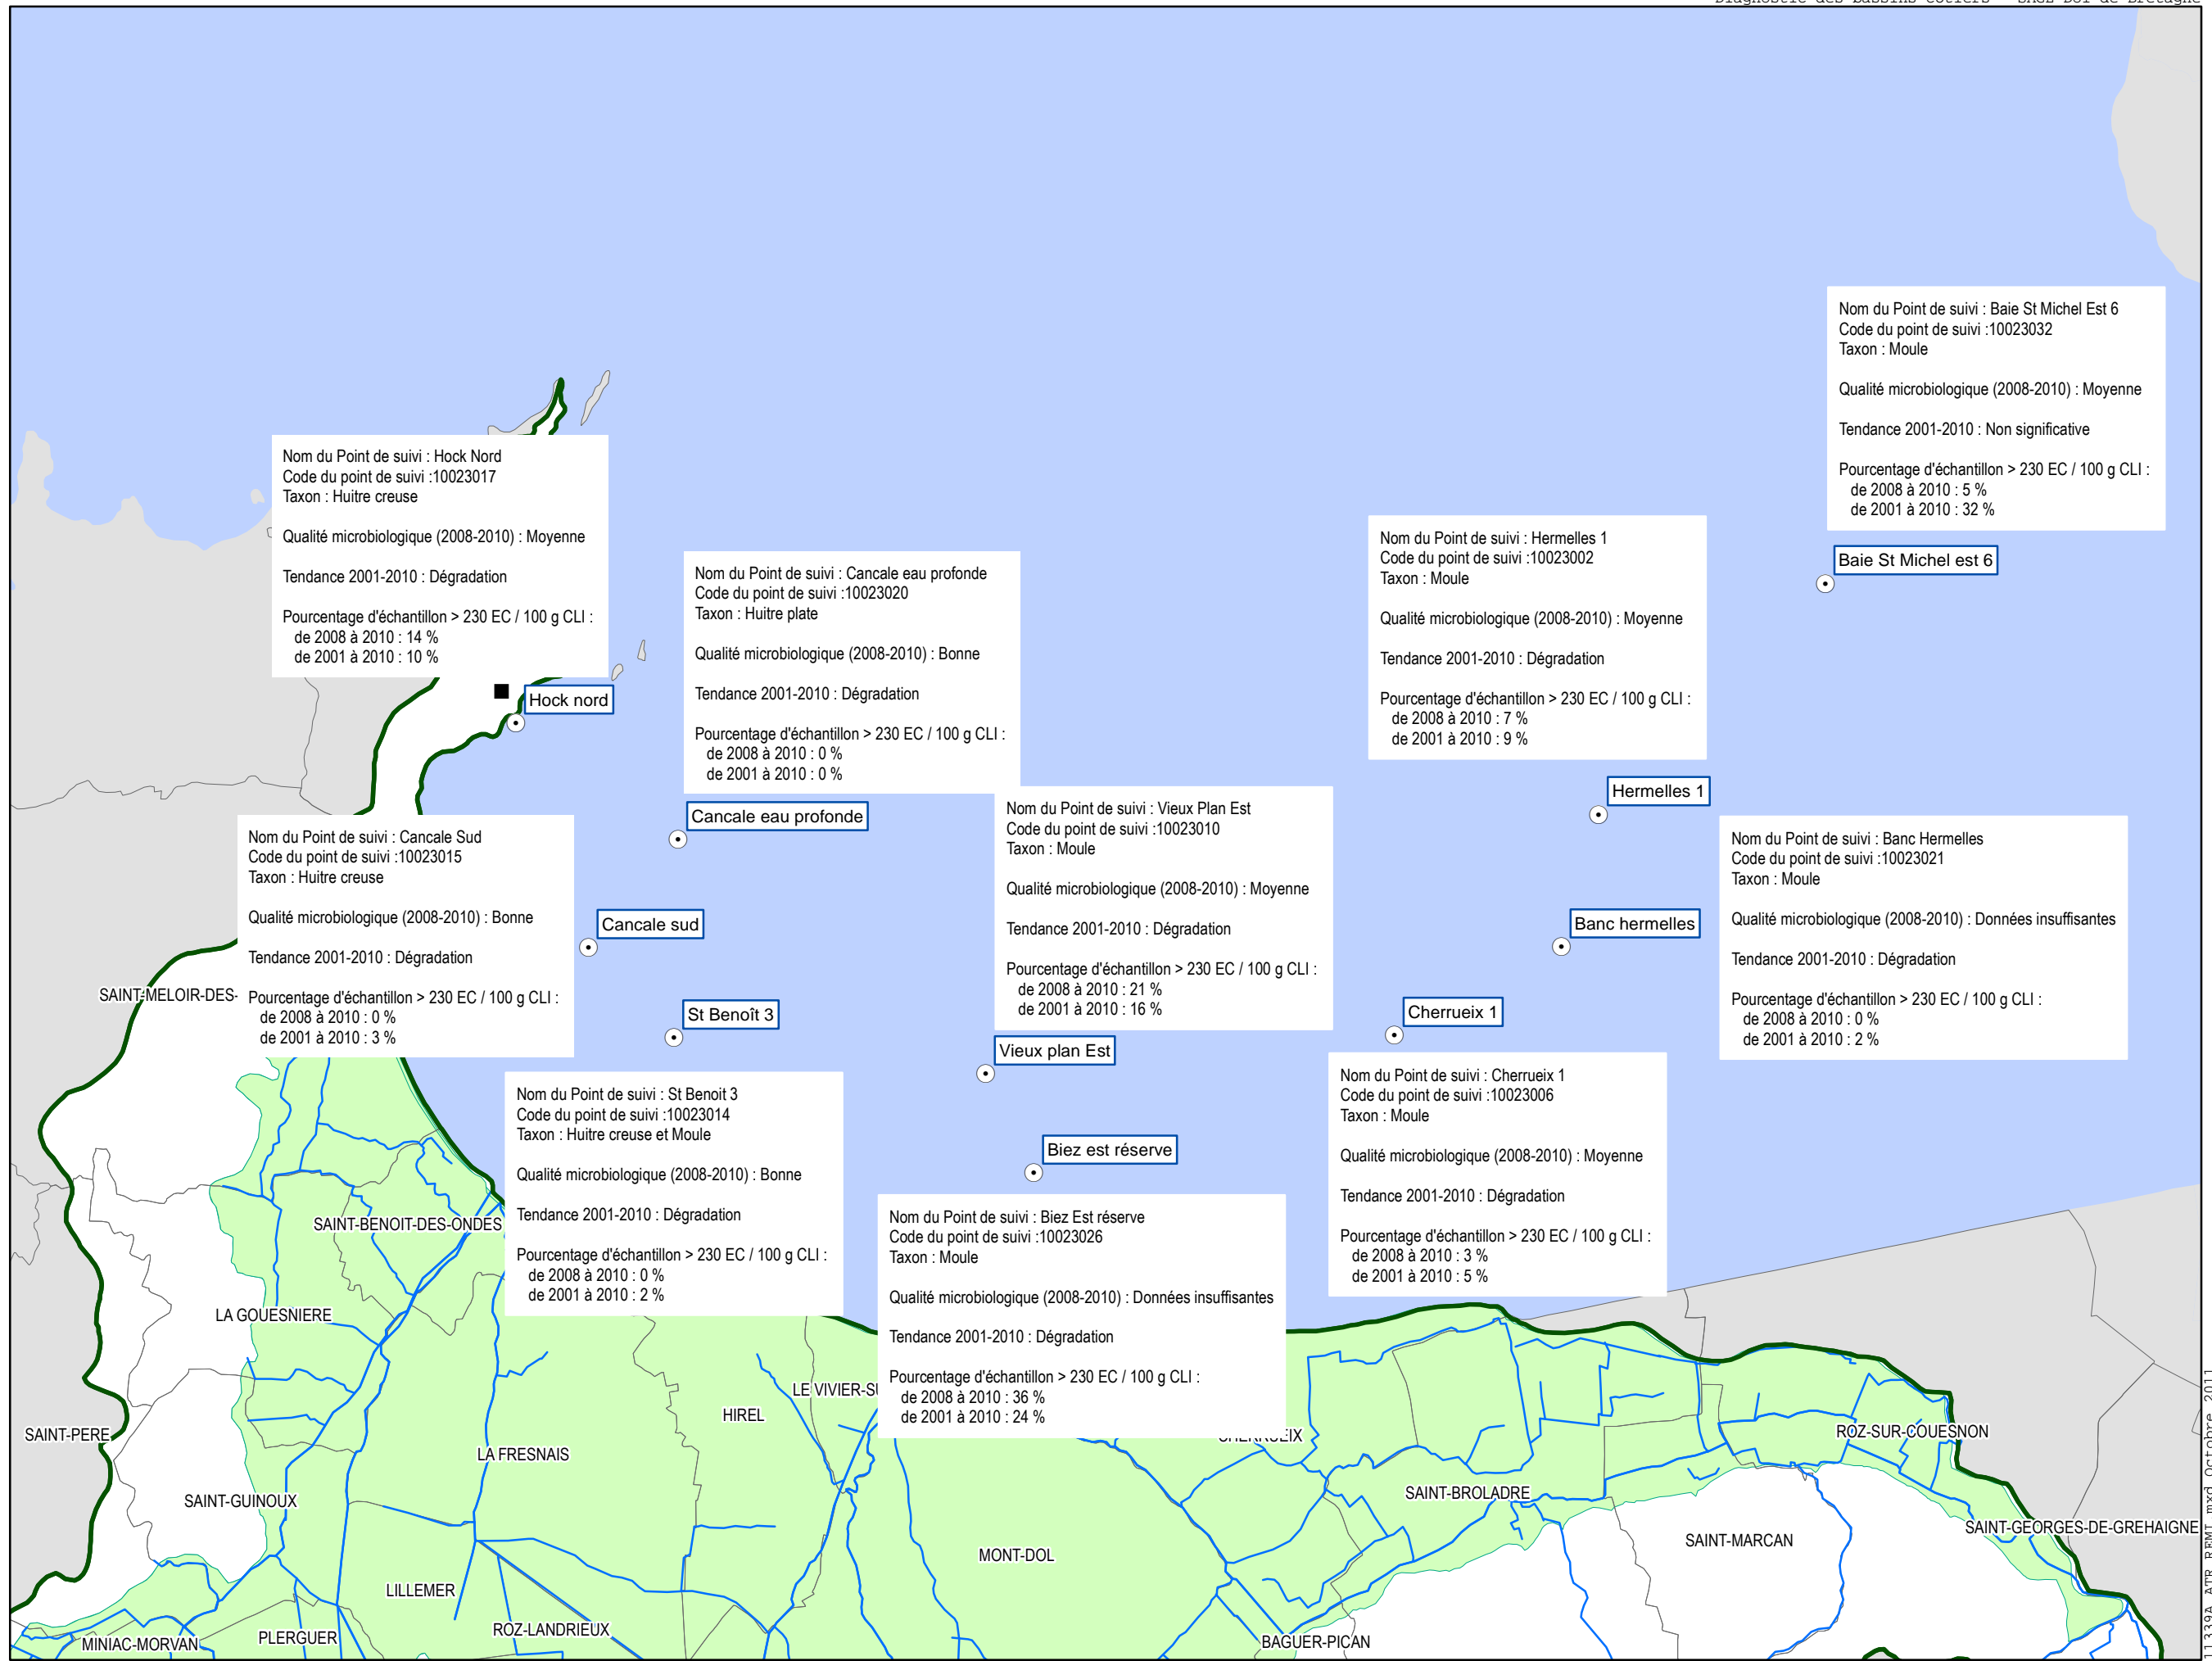 Diagnostic des bassins côtiers - SAGE Dol de Bretagne
Nom du Point de suivi : Baie St Michel Est 6
Code du point de suivi :10023032
Taxon : Moule
Qualité microbiologique (2008-2010) : Moyenne
Tendance 2001-2010 : Non significative
Pourcentage d'échantillon > 230 EC / 100 g CLI :
de 2008 à 2010 : 5 %
de 2001 à 2010 : 32 %
Baie St Michel est 6
Nom du Point de suivi : Hock Nord
Code du point de suivi :10023017
Taxon : Huitre creuse
Qualité microbiologique (2008-2010) : Moyenne
Tendance 2001-2010 : Dégradation
Pourcentage d'échantillon > 230 EC / 100 g CLI :
de 2008 à 2010 : 14 %
de 2001 à 2010 : 10 %
Hock nord
Nom du Point de suivi : Cancale eau profonde
Code du point de suivi :10023020
Taxon : Huitre plate
Qualité microbiologique (2008-2010) : Bonne
Tendance 2001-2010 : Dégradation
Pourcentage d'échantillon > 230 EC / 100 g CLI :
de 2008 à 2010 : 0 %
de 2001 à 2010 : 0 %
Cancale eau profonde
Nom du Point de suivi : Hermelles 1
Code du point de suivi :10023002
Taxon : Moule
Qualité microbiologique (2008-2010) : Moyenne
Tendance 2001-2010 : Dégradation
Pourcentage d'échantillon > 230 EC / 100 g CLI :
de 2008 à 2010 : 7 %
de 2001 à 2010 : 9 %
Hermelles 1
Nom du Point de suivi : Cancale Sud
Code du point de suivi :10023015
Taxon : Huitre creuse
Qualité microbiologique (2008-2010) : Bonne
Tendance 2001-2010 : Dégradation
Pourcentage d'échantillon > 230 EC / 100 g CLI :
de 2008 à 2010 : 0 %
de 2001 à 2010 : 3 %
Cancale sud
Nom du Point de suivi : Vieux Plan Est
Code du point de suivi :10023010
Taxon : Moule
Qualité microbiologique (2008-2010) : Moyenne
Tendance 2001-2010 : Dégradation
Pourcentage d'échantillon > 230 EC / 100 g CLI :
de 2008 à 2010 : 21 %
de 2001 à 2010 : 16 %
Vieux plan Est
Nom du Point de suivi : Banc Hermelles
Code du point de suivi :10023021
Taxon : Moule
Qualité microbiologique (2008-2010) : Données insuffisantes
Tendance 2001-2010 : Dégradation
Pourcentage d'échantillon > 230 EC / 100 g CLI :
de 2008 à 2010 : 0 %
de 2001 à 2010 : 2 %
Banc hermelles
St Benoît 3
Nom du Point de suivi : St Benoit 3
Code du point de suivi :10023014
Taxon : Huitre creuse et Moule
Qualité microbiologique (2008-2010) : Bonne
Tendance 2001-2010 : Dégradation
Pourcentage d'échantillon > 230 EC / 100 g CLI :
de 2008 à 2010 : 0 %
de 2001 à 2010 : 2 %
Cherrueix 1
Nom du Point de suivi : Cherrueix 1
Code du point de suivi :10023006
Taxon : Moule
Qualité microbiologique (2008-2010) : Moyenne
Tendance 2001-2010 : Dégradation
Pourcentage d'échantillon > 230 EC / 100 g CLI :
de 2008 à 2010 : 3 %
de 2001 à 2010 : 5 %
Biez est réserve
Nom du Point de suivi : Biez Est réserve
Code du point de suivi :10023026
Taxon : Moule
Qualité microbiologique (2008-2010) : Données insuffisantes
Tendance 2001-2010 : Dégradation
Pourcentage d'échantillon > 230 EC / 100 g CLI :
de 2008 à 2010 : 36 %
de 2001 à 2010 : 24 %
SAINT-MELOIR-DES-
SAINT-BENOIT-DES-ONDES
LA GOUESNIERE
SAINT-PERE
LE VIVIER-SU
HIREL
LA FRESNAIS
CHERRUEIX
ROZ-SUR-COUESNON
SAINT-GUINOUX
SAINT-BROLADRE
SAINT-MARCAN
SAINT-GEORGES-DE-GREHAIGNE
MONT-DOL
LILLEMER
ROZ-LANDRIEUX
PLERGUER
MINIAC-MORVAN
BAGUER-PICAN
11339A_ATR_REMI.mxd Octobre 2011